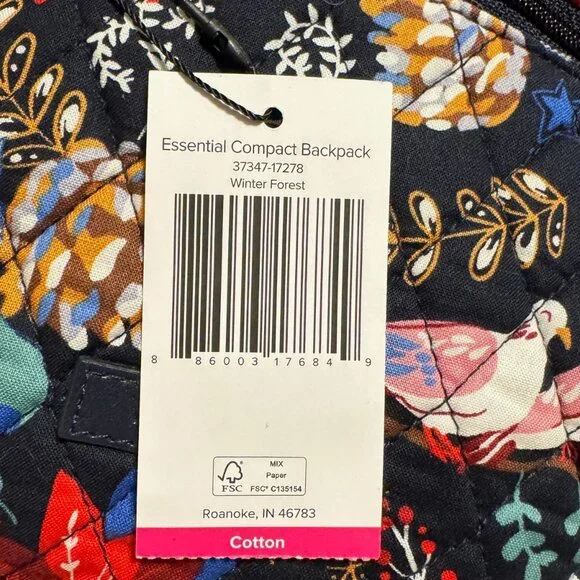 Essential Compact Backpack
37347-17278
Winter Forest
8 86003 17684 9
FSC
MIX
Paper
FSC® C135154
Roanoke, IN 46783
Cotton